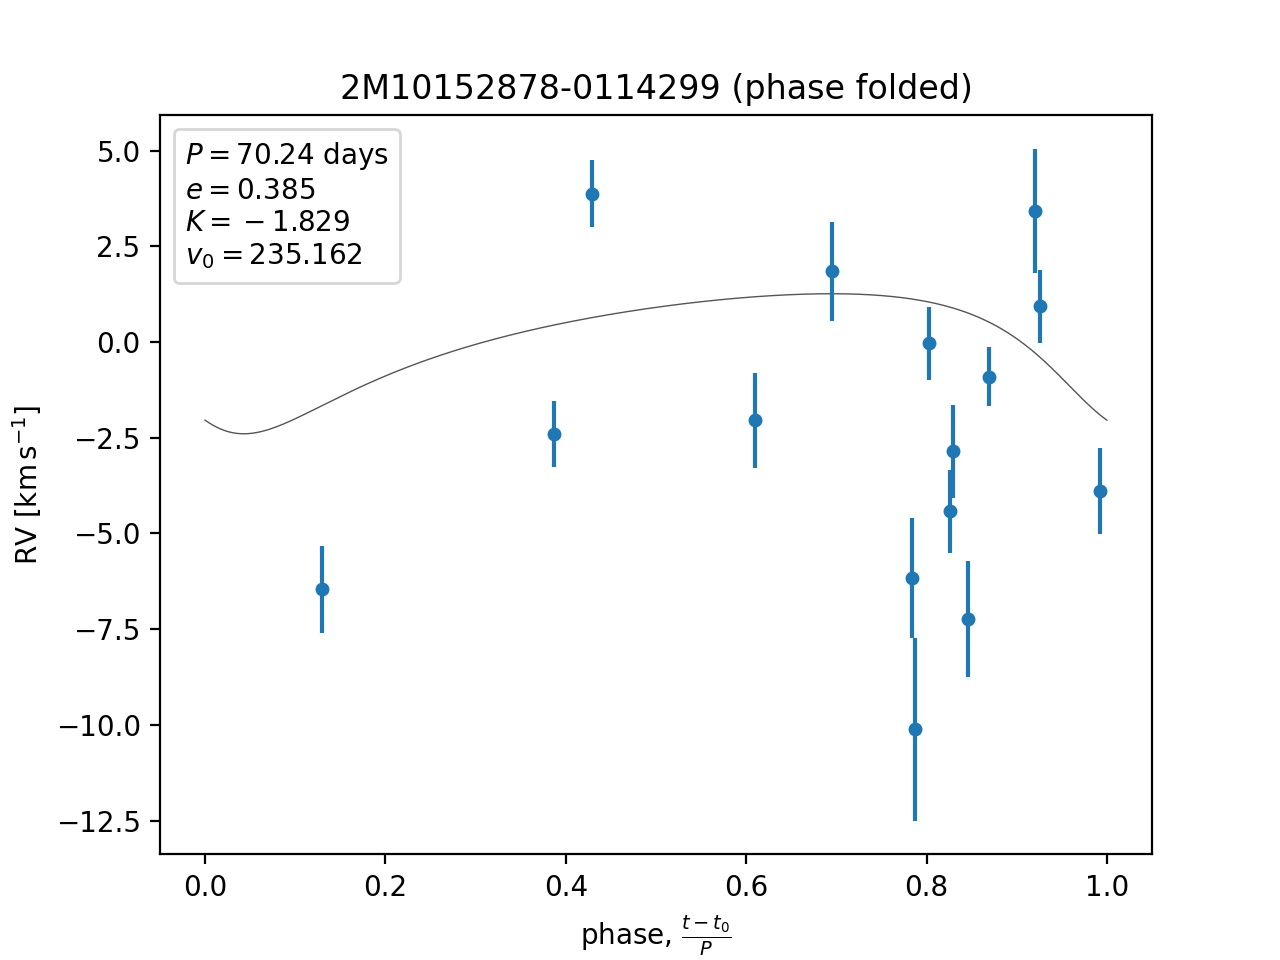 2M10152878-0114299 (phase folded)
P = 70.24 days
e = 0.385
K = −1.829
v₀ = 235.162
5.0
2.5
0.0
−2.5
−5.0
−7.5
−10.0
−12.5
RV [km s⁻¹]
0.0 0.2 0.4 0.6 0.8 1.0
phase, (t − t₀)/P